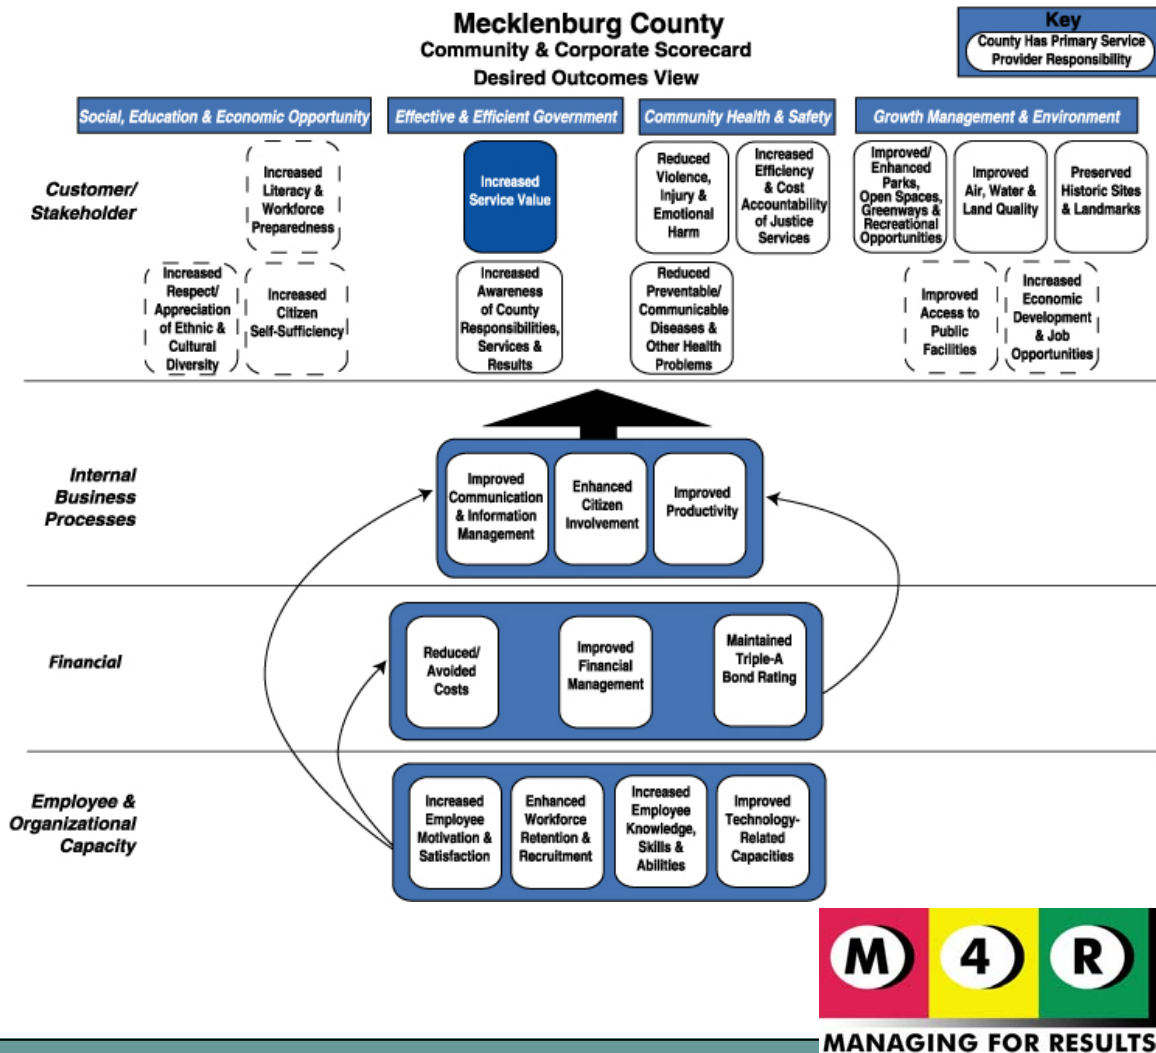 Mecklenburg County
Community & Corporate Scorecard
Desired Outcomes View
Key
County Has Primary Service
Provider Responsibility
Social, Education & Economic Opportunity
Effective & Efficient Government
Community Health & Safety
Growth Management & Environment
Customer/
Stakeholder
Increased
Literacy &
Workforce
Preparedness
Increased
Service Value
Reduced
Violence,
Injury &
Emotional
Harm
Increased
Efficiency
& Cost
Accountability
of Justice
Services
Improved/
Enhanced
Parks,
Open Spaces,
Greenways &
Recreational
Opportunities
Improved
Air, Water &
Land Quality
Preserved
Historic Sites
& Landmarks
Increased
Respect/
Appreciation
of Ethnic &
Cultural
Diversity
Increased
Citizen
Self-Sufficiency
Increased
Awareness
of County
Responsibilities,
Services &
Results
Reduced
Preventable/
Communicable
Diseases &
Other Health
Problems
Improved
Access to
Public
Facilities
Increased
Economic
Development
& Job
Opportunities
Internal
Business
Processes
Improved
Communication
& Information
Management
Enhanced
Citizen
Involvement
Improved
Productivity
Financial
Reduced/
Avoided
Costs
Improved
Financial
Management
Maintained
Triple-A
Bond Rating
Employee &
Organizational
Capacity
Increased
Employee
Motivation &
Satisfaction
Enhanced
Workforce
Retention &
Recruitment
Increased
Employee
Knowledge,
Skills &
Abilities
Improved
Technology-
Related
Capacities
M 4 R
MANAGING FOR RESULTS